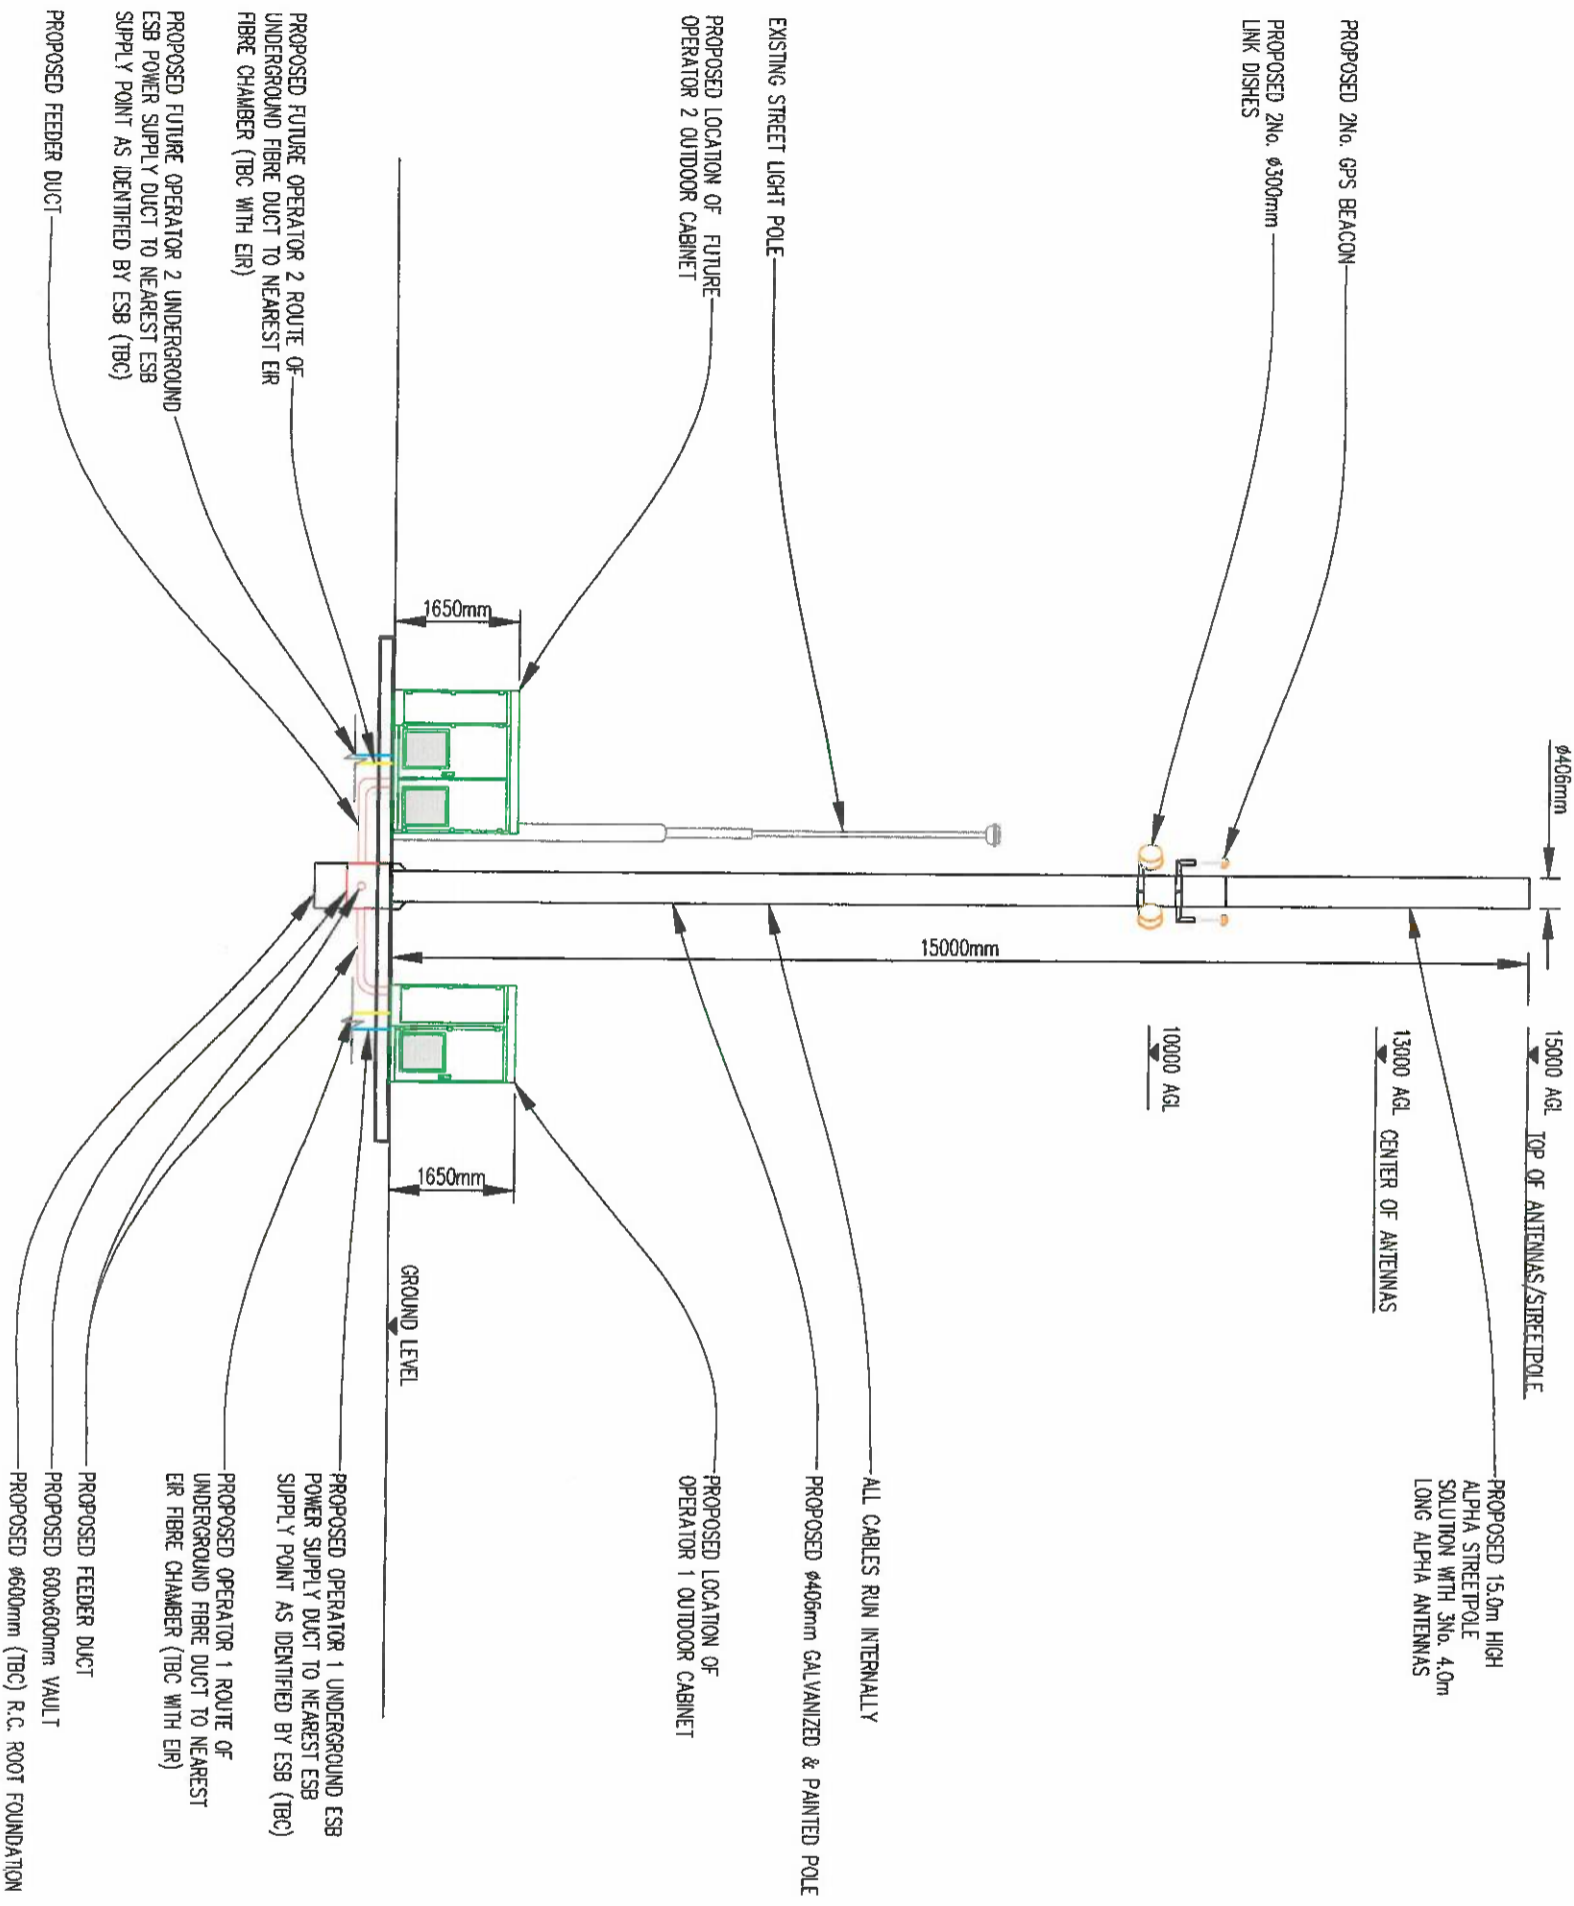 ø406mm
15000 AGL TOP OF ANTENNAS/STREETPOLE
PROPOSED 15.0m HIGH
ALPHA STREETPOLE
SOLUTION WITH 3No. 4.0m
LONG ALPHA ANTENNAS
13000 AGL CENTER OF ANTENNAS
PROPOSED 2No. GPS BEACON
PROPOSED 2No. ø300mm
LINK DISHES
10000 AGL
15000mm
EXISTING STREET LIGHT POLE
ALL CABLES RUN INTERNALLY
PROPOSED ø406mm GALVANIZED & PAINTED POLE
PROPOSED LOCATION OF FUTURE
OPERATOR 2 OUTDOOR CABINET
PROPOSED LOCATION OF
OPERATOR 1 OUTDOOR CABINET
1650mm
1650mm
GROUND LEVEL
PROPOSED FUTURE OPERATOR 2 ROUTE OF
UNDERGROUND FIBRE DUCT TO NEAREST EIR
FIBRE CHAMBER (TBC WITH EIR)
PROPOSED FUTURE OPERATOR 2 UNDERGROUND
ESB POWER SUPPLY DUCT TO NEAREST ESB
SUPPLY POINT AS IDENTIFIED BY ESB (TBC)
PROPOSED FEEDER DUCT
PROPOSED OPERATOR 1 UNDERGROUND ESB
POWER SUPPLY DUCT TO NEAREST ESB
SUPPLY POINT AS IDENTIFIED BY ESB (TBC)
PROPOSED OPERATOR 1 ROUTE OF
UNDERGROUND FIBRE DUCT TO NEAREST
EIR FIBRE CHAMBER (TBC WITH EIR)
PROPOSED FEEDER DUCT
PROPOSED 600x600mm VAULT
PROPOSED ø600mm (TBC) R.C. ROOT FOUNDATION